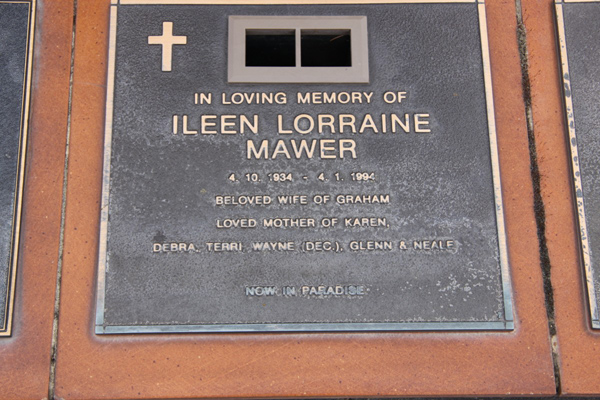 IN LOVING MEMORY OF
ILEEN LORRAINE
MAWER
4. 10. 1934 - 4. 1. 1994
BELOVED WIFE OF GRAHAM
LOVED MOTHER OF KAREN,
DEBRA, TERRI, WAYNE (DEC.), GLENN & NEALE
NOW IN PARADISE